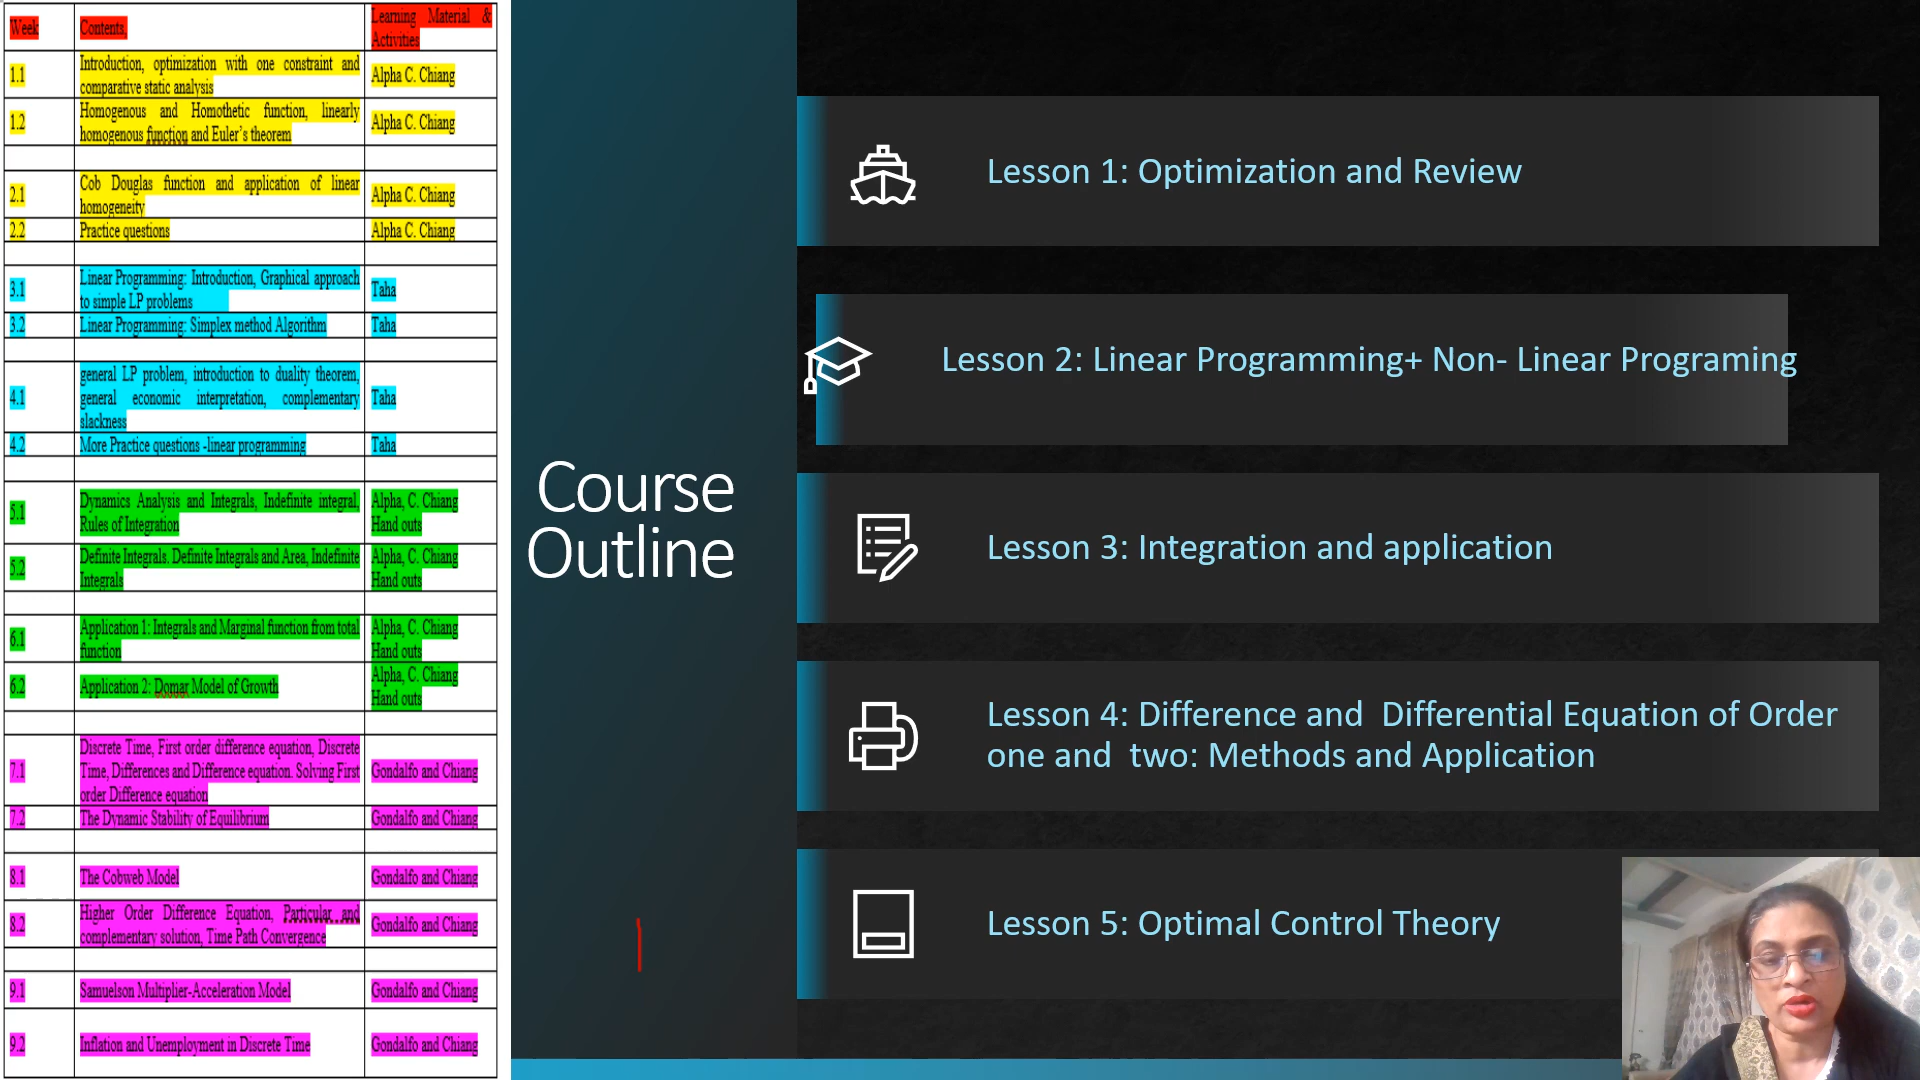 Week
Contents,
Learning Material &
Activities
1.1
Introduction, optimization with one constraint and
comparative static analysis
Alpha C. Chiang
1.2
Homogenous and Homothetic function, linearly
homogenous function and Euler's theorem
Alpha C. Chiang
2.1
Cob Douglas function and application of linear
homogeneity
Alpha C. Chiang
2.2
Practice questions
Alpha C. Chiang
3.1
Linear Programming: Introduction, Graphical approach
to simple LP problems
Taha
3.2
Linear Programming: Simplex method Algorithm
Taha
4.1
general LP problem, introduction to duality theorem,
general economic interpretation, complementary
slackness
Taha
4.2
More Practice questions -linear programming
Taha
5.1
Dynamics Analysis and Integrals, Indefinite integral,
Rules of Integration
Alpha, C. Chiang
Hand outs
5.2
Definite Integrals. Definite Integrals and Area, Indefinite
Integrals
Alpha, C. Chiang
Hand outs
6.1
Application 1: Integrals and Marginal function from total
function
Alpha, C. Chiang
Hand outs
6.2
Application 2: Domar Model of Growth
Alpha, C. Chiang
Hand outs
7.1
Discrete Time, First order difference equation, Discrete
Time, Differences and Difference equation. Solving First
order Difference equation
Gondalfo and Chiang
7.2
The Dynamic Stability of Equilibrium
Gondalfo and Chiang
8.1
The Cobweb Model
Gondalfo and Chiang
8.2
Higher Order Difference Equation, Particular and
complementary solution, Time Path Convergence
Gondalfo and Chiang
9.1
Samuelson Multiplier-Acceleration Model
Gondalfo and Chiang
9.2
Inflation and Unemployment in Discrete Time
Gondalfo and Chiang
Course
Outline
Lesson 1: Optimization and Review
Lesson 2: Linear Programming+ Non- Linear Programing
Lesson 3: Integration and application
Lesson 4: Difference and  Differential Equation of Order
one and  two: Methods and Application
Lesson 5: Optimal Control Theory